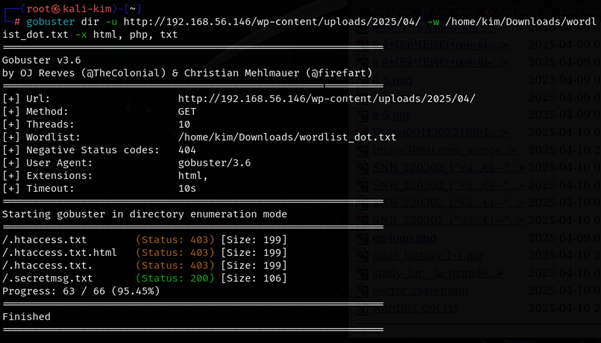 ┌──(root㉿kali-kim)-[~]
└─# gobuster dir -u http://192.168.56.146/wp-content/uploads/2025/04/ -w /home/kim/Downloads/wordl
ist_dot.txt -x html, php, txt
===============================================================
Gobuster v3.6
by OJ Reeves (@TheColonial) & Christian Mehlmauer (@firefart)
===============================================================
[+] Url:                     http://192.168.56.146/wp-content/uploads/2025/04/
[+] Method:                  GET
[+] Threads:                 10
[+] Wordlist:                /home/kim/Downloads/wordlist_dot.txt
[+] Negative Status codes:   404
[+] User Agent:              gobuster/3.6
[+] Extensions:              html,
[+] Timeout:                 10s
===============================================================
Starting gobuster in directory enumeration mode
===============================================================
/.htaccess.txt        (Status: 403) [Size: 199]
/.htaccess.txt.html   (Status: 403) [Size: 199]
/.htaccess.txt.       (Status: 403) [Size: 199]
/.secretmsg.txt       (Status: 200) [Size: 106]
Progress: 63 / 66 (95.45%)
===============================================================
Finished
===============================================================